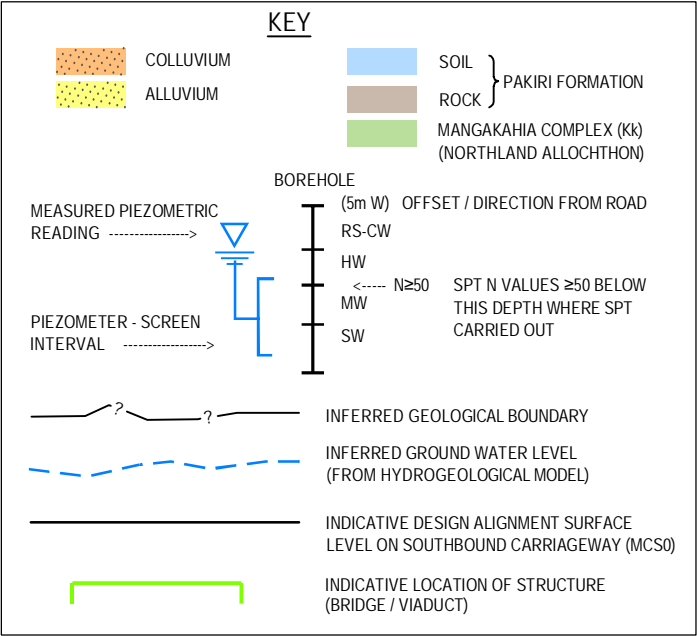 KEY
COLLUVIUM
ALLUVIUM
SOIL
ROCK
PAKIRI FORMATION
MANGAKAHIA COMPLEX (Kk)
(NORTHLAND ALLOCHTHON)
BOREHOLE
(5m W) OFFSET / DIRECTION FROM ROAD
MEASURED PIEZOMETRIC
READING ----------------->
RS-CW
HW
<----- N≥50
MW
SW
SPT N VALUES ≥50 BELOW
THIS DEPTH WHERE SPT
CARRIED OUT
PIEZOMETER - SCREEN
INTERVAL ------------------>
? ?
INFERRED GEOLOGICAL BOUNDARY
INFERRED GROUND WATER LEVEL
(FROM HYDROGEOLOGICAL MODEL)
INDICATIVE DESIGN ALIGNMENT SURFACE
LEVEL ON SOUTHBOUND CARRIAGEWAY (MCS0)
INDICATIVE LOCATION OF STRUCTURE
(BRIDGE / VIADUCT)